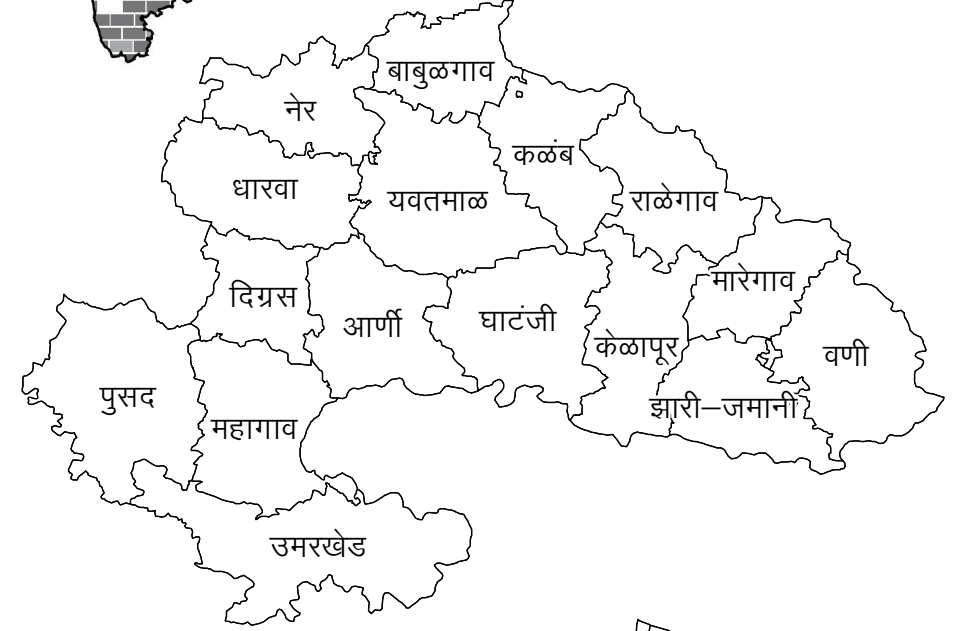 बाबुळगाव
नेर
कळंब
धारवा
यवतमाळ
राळेगाव
दिग्रस
मारेगाव
आर्णी
घाटंजी
केळापूर
वणी
पुसद
झारी–जमानी
महागाव
उमरखेड